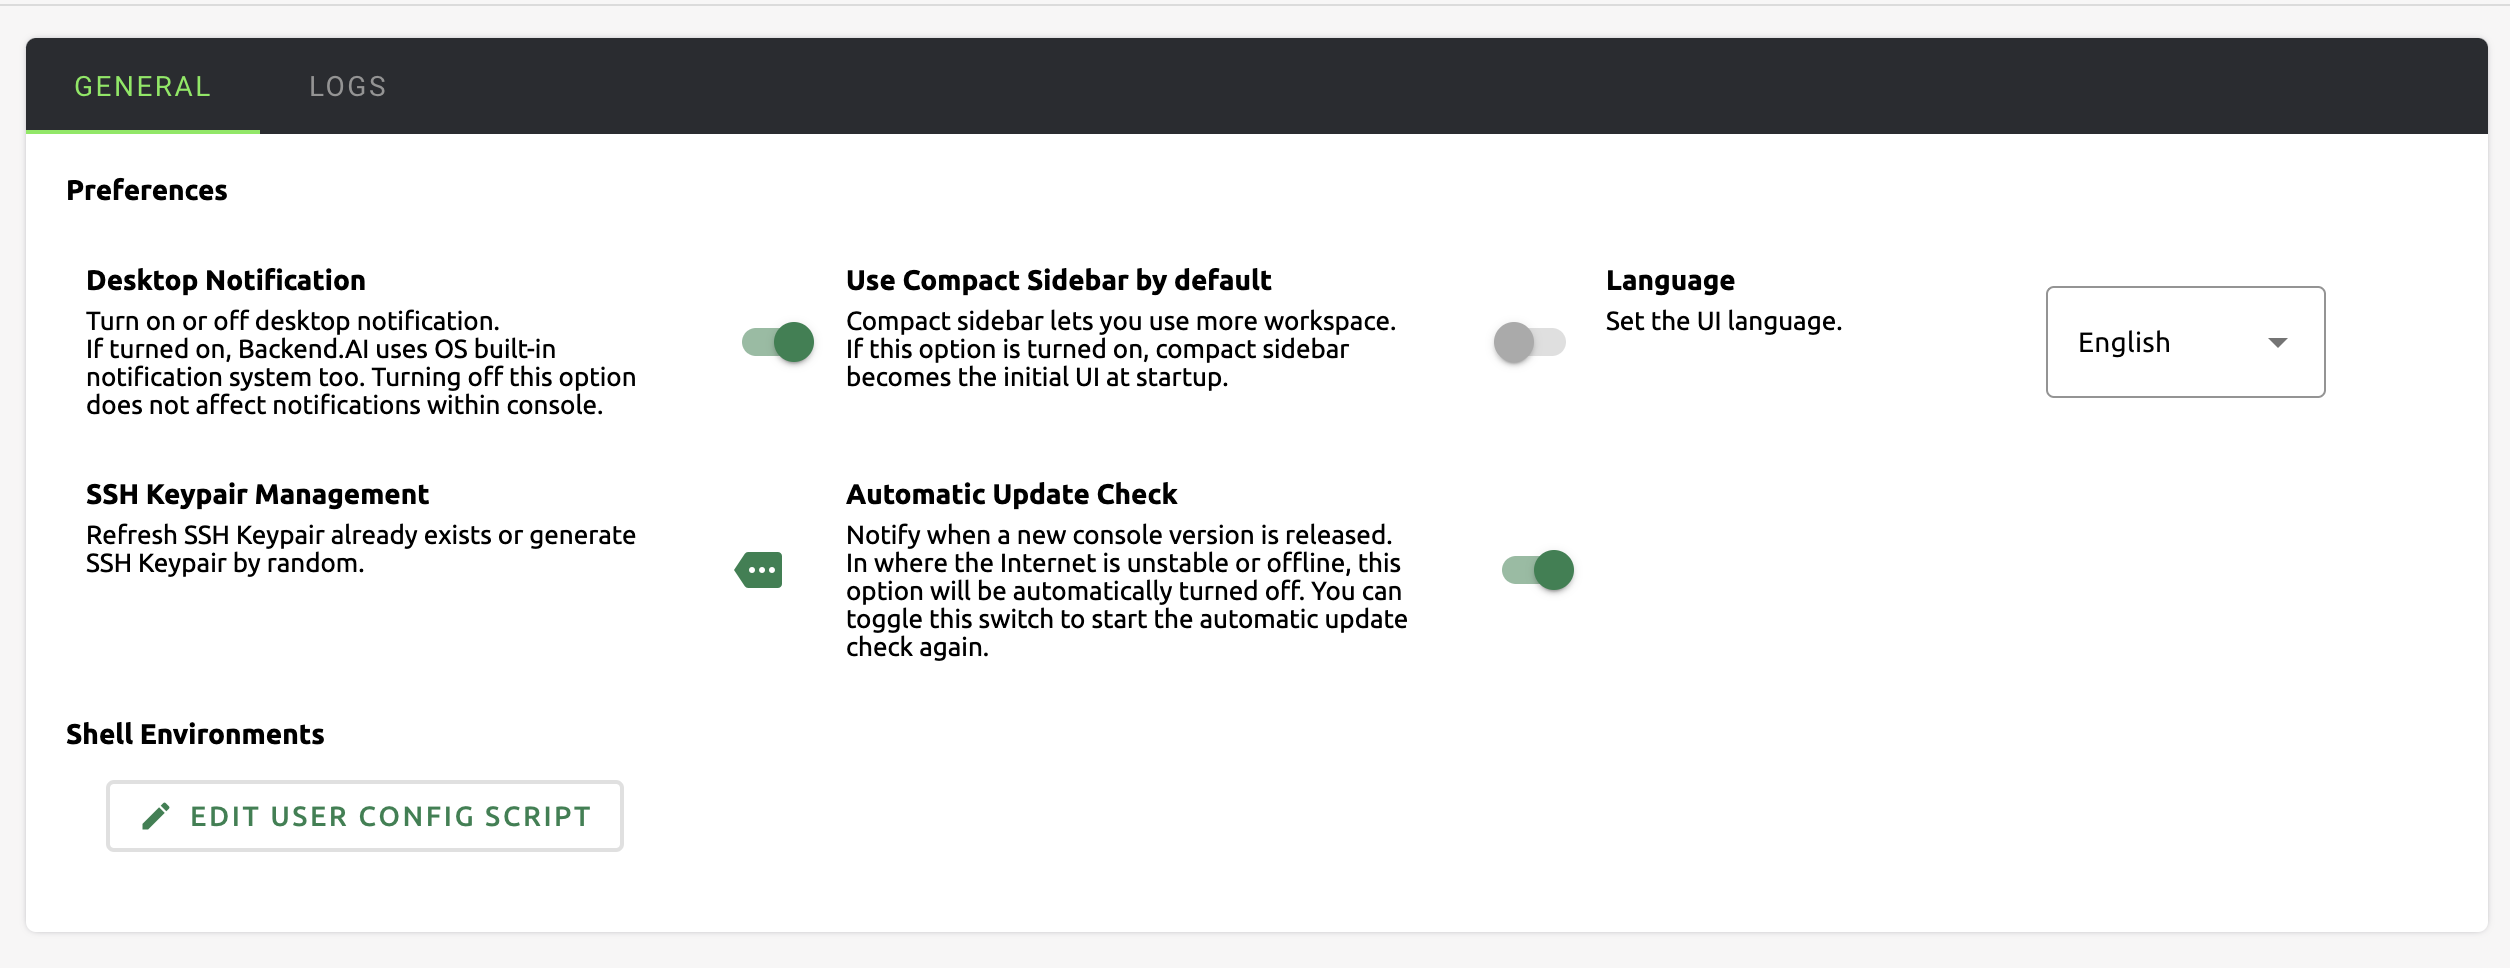 GENERAL
LOGS
Preferences
Desktop Notification
Turn on or off desktop notification.
If turned on, Backend.AI uses OS built-in
notification system too. Turning off this option
does not affect notifications within console.
Use Compact Sidebar by default
Compact sidebar lets you use more workspace.
If this option is turned on, compact sidebar
becomes the initial UI at startup.
Language
Set the UI language.
English
SSH Keypair Management
Refresh SSH Keypair already exists or generate
SSH Keypair by random.
Automatic Update Check
Notify when a new console version is released.
In where the Internet is unstable or offline, this
option will be automatically turned off. You can
toggle this switch to start the automatic update
check again.
Shell Environments
EDIT USER CONFIG SCRIPT